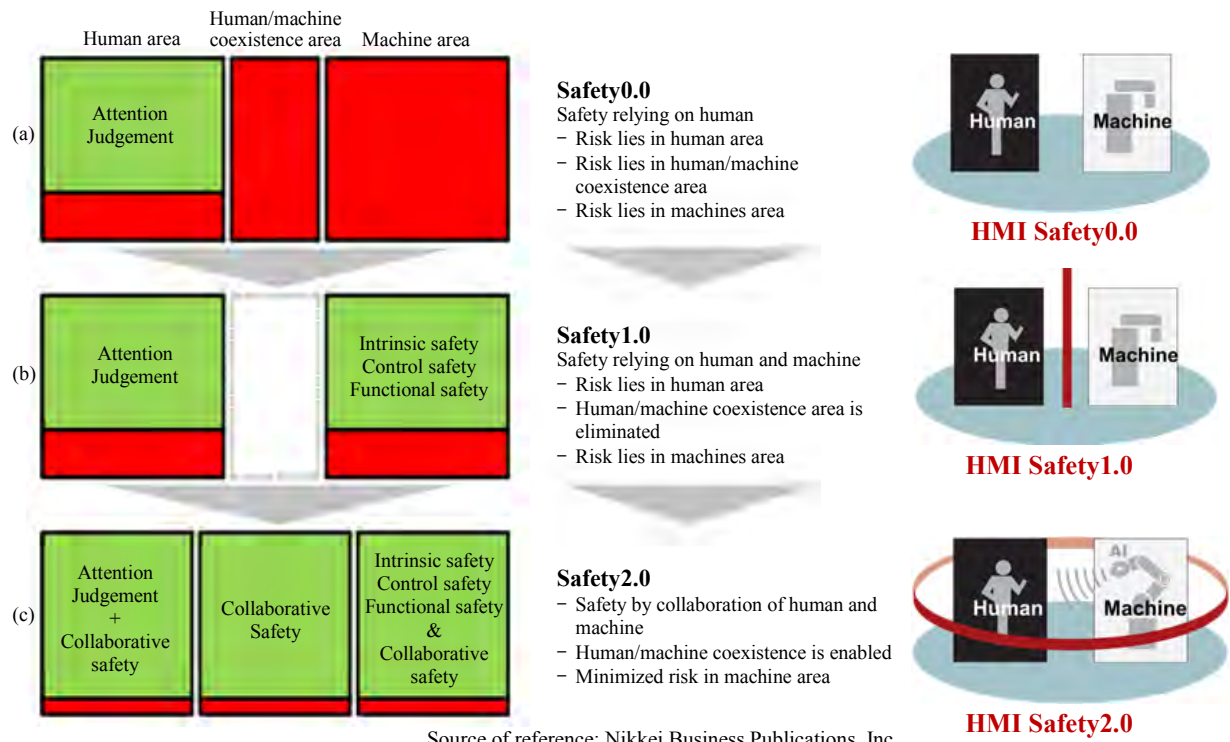 Human area
Human/machine
coexistence area
Machine area
(a)
Attention
Judgement
Safety0.0
Safety relying on human
– Risk lies in human area
– Risk lies in human/machine
coexistence area
– Risk lies in machines area
Human
Machine
HMI Safety0.0
(b)
Attention
Judgement
Intrinsic safety
Control safety
Functional safety
Safety1.0
Safety relying on human and machine
– Risk lies in human area
– Human/machine coexistence area is
eliminated
– Risk lies in machines area
Human
Machine
HMI Safety1.0
(c)
Attention
Judgement
+
Collaborative
safety
Collaborative
Safety
Intrinsic safety
Control safety
Functional safety
&
Collaborative
safety
Safety2.0
– Safety by collaboration of human and
machine
– Human/machine coexistence is enabled
– Minimized risk in machine area
AI
Human
Machine
HMI Safety2.0
Source of reference: Nikkei Business Publications, Inc